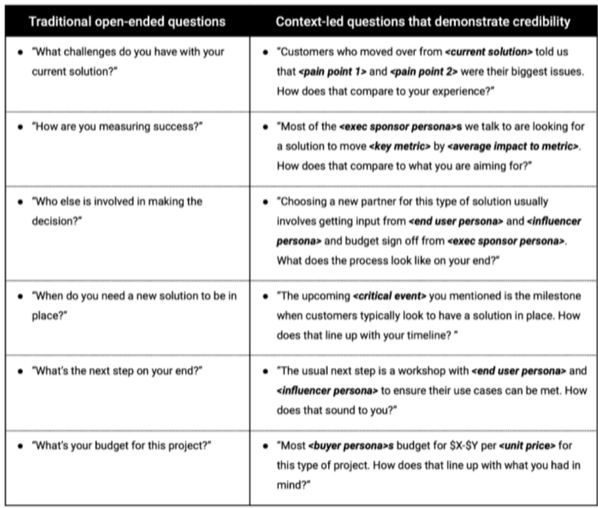 Traditional open-ended questions
Context-led questions that demonstrate credibility
• "What challenges do you have with your
current solution?"
• "Customers who moved over from <current solution> told us
that <pain point 1> and <pain point 2> were their biggest issues.
How does that compare to your experience?"
• "How are you measuring success?"
• "Most of the <exec sponsor persona>s we talk to are looking for
a solution to move <key metric> by <average impact to metric>.
How does that compare to what you are aiming for?"
• "Who else is involved in making the
decision?"
• "Choosing a new partner for this type of solution usually
involves getting input from <end user persona> and <influencer
persona> and budget sign off from <exec sponsor persona>.
What does the process look like on your end?"
• "When do you need a new solution to be in
place?"
• "The upcoming <critical event> you mentioned is the milestone
when customers typically look to have a solution in place. How
does that line up with your timeline? "
• "What's the next step on your end?"
• "The usual next step is a workshop with <end user persona> and
<influencer persona> to ensure their use cases can be met. How
does that sound to you?"
• "What's your budget for this project?"
• "Most <buyer persona>s budget for $X-$Y per <unit price> for
this type of project. How does that line up with what you had in
mind?"